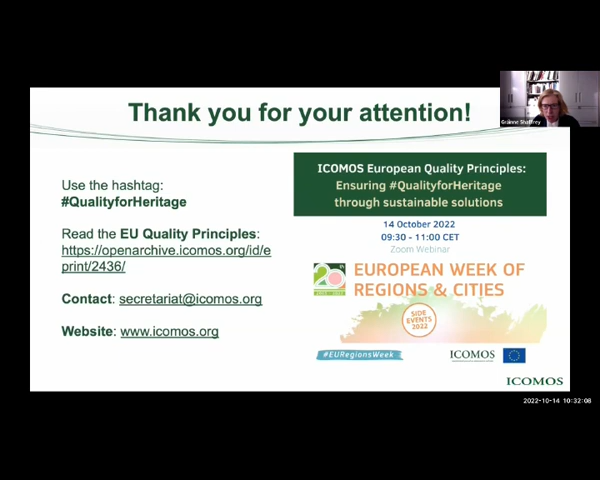 Thank you for your attention!
Gráinne Shaffrey
Use the hashtag:
#QualityforHeritage
Read the EU Quality Principles:
https://openarchive.icomos.org/id/e
print/2436/
Contact: secretariat@icomos.org
Website: www.icomos.org
ICOMOS European Quality Principles:
Ensuring #QualityforHeritage
through sustainable solutions
14 October 2022
09:30 - 11:00 CET
Zoom Webinar
20
EUROPEAN WEEK OF
REGIONS & CITIES
SIDE
EVENTS
2022
#EURegionsWeek
ICOMOS
ICOMOS
2022-10-14 10:32:08